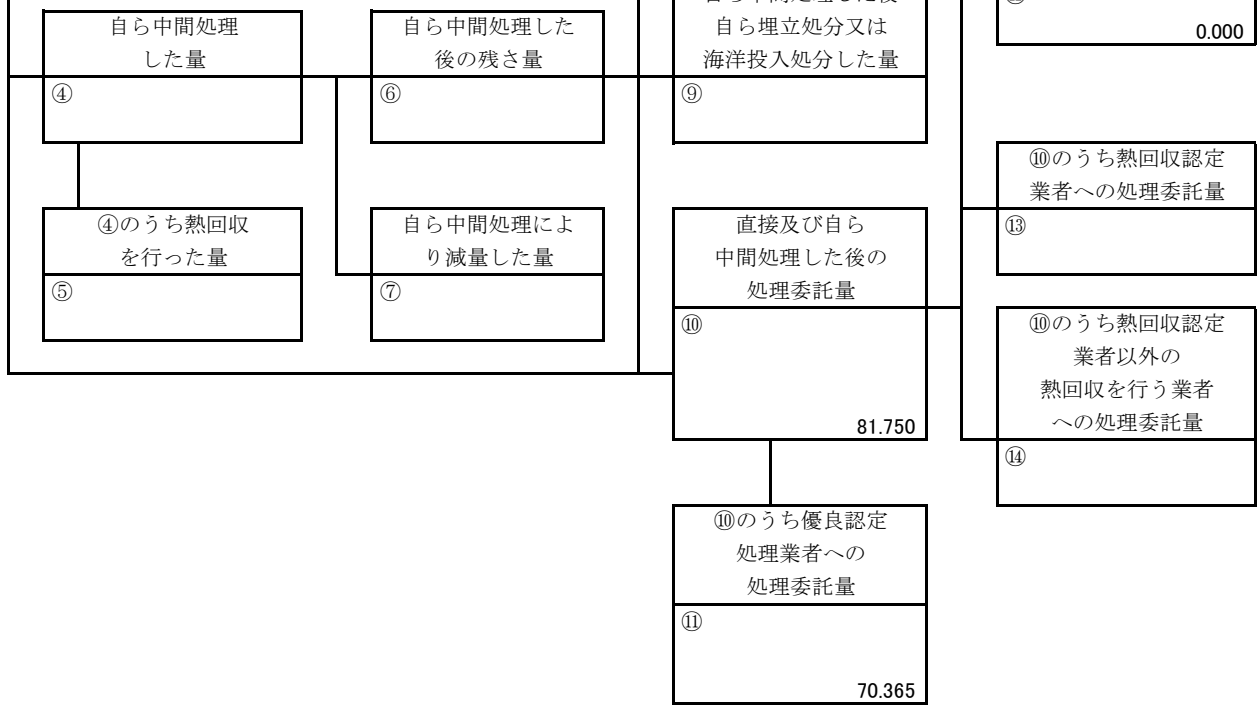 自ら中間処理
した量
④
自ら中間処理した
後の残さ量
⑥
自ら埋立処分又は
海洋投入処分した量
⑨
0.000
⑩のうち熱回収認定
業者への処理委託量
⑬
④のうち熱回収
を行った量
⑤
自ら中間処理によ
り減量した量
⑦
直接及び自ら
中間処理した後の
処理委託量
⑩
81.750
⑩のうち熱回収認定
業者以外の
熱回収を行う業者
への処理委託量
⑭
⑩のうち優良認定
処理業者への
処理委託量
⑪
70.365